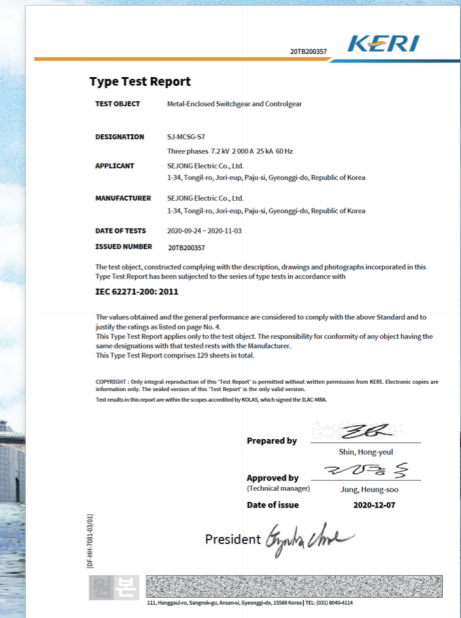 20TB200357
KERI
Type Test Report
TEST OBJECT Metal-Enclosed Switchgear and Controlgear
DESIGNATION SJ-MCSG-S7
Three phases 7.2 kV 2 000 A 25 kA 60 Hz
APPLICANT SEJONG Electric Co., Ltd.
1-34, Tongil-ro, Jori-eup, Paju-si, Gyeonggi-do, Republic of Korea
MANUFACTURER SEJONG Electric Co., Ltd.
1-34, Tongil-ro, Jori-eup, Paju-si, Gyeonggi-do, Republic of Korea
DATE OF TESTS 2020-09-24 ~ 2020-11-03
ISSUED NUMBER 20TB200357
The test object, constructed complying with the description, drawings and photographs incorporated in this
Type Test Report has been subjected to the series of type tests in accordance with
IEC 62271-200: 2011
The values obtained and the general performance are considered to comply with the above Standard and to
justify the ratings as listed on page No. 4.
This Type Test Report applies only to the test object. The responsibility for conformity of any object having the
same designations with that tested rests with the Manufacturer.
This Type Test Report comprises 129 sheets in total.
COPYRIGHT : Only integral reproduction of this 'Test Report' is permitted without written permission from KERI. Electronic copies are
information only. The sealed version of this 'Test Report' is the only valid version.
Test results in this report are within the scopes accredited by KOLAS, which signed the ILAC-MRA.
Prepared by
Shin, Hong-yeul
Approved by
(Technical manager) Jung, Heung-soo
Date of issue 2020-12-07
President
[DF-HH-7081-03/01]
원본
111, Hanggaul-ro, Sangnok-gu, Ansan-si, Gyeonggi-do, 15588 Korea | TEL: (031) 8040-4114